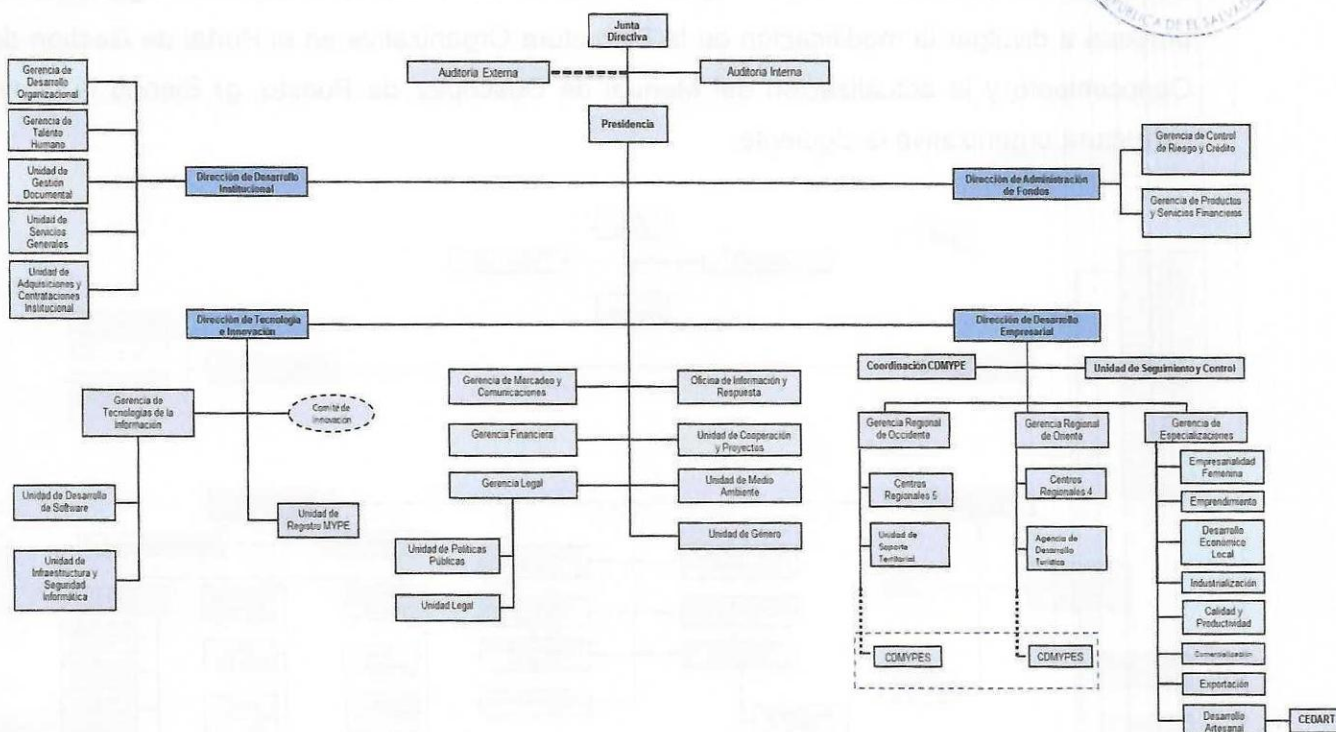 REPUBLICA DE EL SALVADOR
Junta
Directiva
Auditoria Externa
Auditoria Interna
Presidencia
Gerencia de
Desarrollo
Organizacional
Gerencia de
Talento
Humano
Unidad de
Gestión
Documental
Unidad de
Servicios
Generales
Unidad de
Adquisiciones y
Contrataciones
Institucional
Dirección de Desarrollo
Institucional
Dirección de Administración
de Fondos
Gerencia de Control
de Riesgo y Crédito
Gerencia de Productos
y Servicios Financieros
Dirección de Tecnología
e Innovación
Dirección de Desarrollo
Empresarial
Gerencia de
Tecnologías de la
Información
Comité de
innovación
Unidad de Desarrollo
de Software
Unidad de
Registro MYPE
Unidad de
Infraestructura y
Seguridad
Informática
Gerencia de Mercadeo y
Comunicaciones
Oficina de Información y
Respuesta
Gerencia Financiera
Unidad de Cooperación
y Proyectos
Gerencia Legal
Unidad de Medio
Ambiente
Unidad de Género
Unidad de Políticas
Públicas
Unidad Legal
Coordinación CDMYPE
Unidad de Seguimiento y Control
Gerencia Regional
de Occidente
Gerencia Regional
de Oriente
Gerencia de
Especializaciones
Centros
Regionales 5
Unidad de
Soporte
Territorial
CDMYPES
Centros
Regionales 4
Agencia de
Desarrollo
Turística
CDMYPES
Empresarialidad
Femenina
Emprendimiento
Desarrollo
Económico
Local
Industrialización
Calidad y
Productividad
Comercialización
Exportación
Desarrollo
Artesanal
CEDART